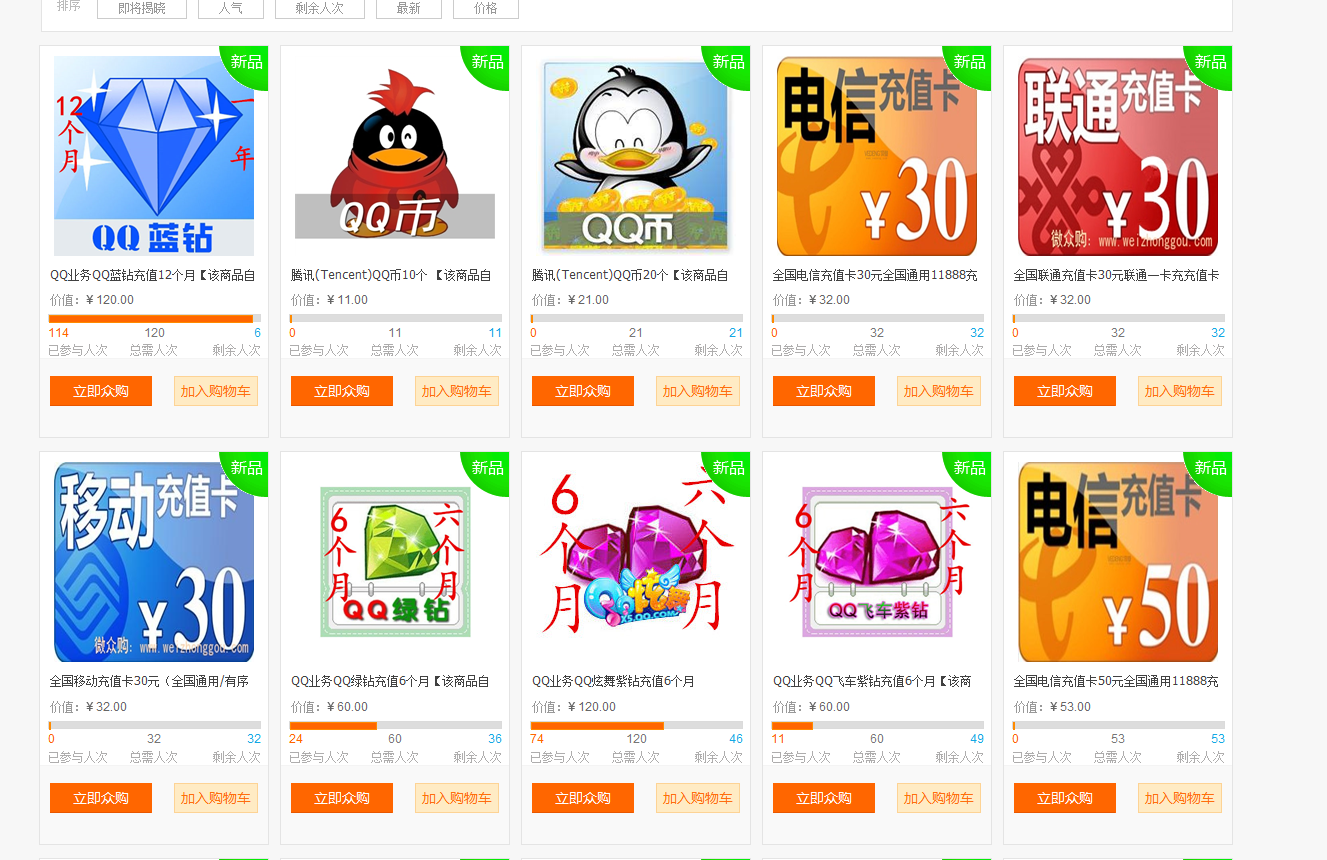 排序 即将揭晓 人气 剩余人次 最新 价格
新品 新品 新品 新品 新品
12个月 一年
QQ 蓝钻
QQ币
QQ币
电信充值卡
¥30
联通充值卡
¥30
微众购: www.weizhonggou.com
QQ业务QQ蓝钻充值12个月【该商品自
腾讯(Tencent)QQ币10个 【该商品自
腾讯(Tencent)QQ币20个【该商品自
全国电信充值卡30元全国通用11888充
全国联通充值卡30元联通一卡充充值卡
价值：¥ 120.00
价值：¥ 11.00
价值：¥ 21.00
价值：¥ 32.00
价值：¥ 32.00
114 120 6
0 11 11
0 21 21
0 32 32
0 32 32
已参与人次 总需人次 剩余人次
已参与人次 总需人次 剩余人次
已参与人次 总需人次 剩余人次
已参与人次 总需人次 剩余人次
已参与人次 总需人次 剩余人次
立即众购 加入购物车
立即众购 加入购物车
立即众购 加入购物车
立即众购 加入购物车
立即众购 加入购物车
新品 新品 新品 新品 新品
移动充值卡
¥30
微众购: www.weizhonggou.com
6个月 六个月
QQ绿钻
6个月 六个月
QQ炫舞
X5.QQ.COM
6个月 六个月
QQ飞车紫钻
电信充值卡
¥50
全国移动充值卡30元（全国通用/有序
QQ业务QQ绿钻充值6个月【该商品自
QQ业务QQ炫舞紫钻充值6个月
QQ业务QQ飞车紫钻充值6个月【该商
全国电信充值卡50元全国通用11888充
价值：¥ 32.00
价值：¥ 60.00
价值：¥ 120.00
价值：¥ 60.00
价值：¥ 53.00
0 32 32
24 60 36
74 120 46
11 60 49
0 53 53
已参与人次 总需人次 剩余人次
已参与人次 总需人次 剩余人次
已参与人次 总需人次 剩余人次
已参与人次 总需人次 剩余人次
已参与人次 总需人次 剩余人次
立即众购 加入购物车
立即众购 加入购物车
立即众购 加入购物车
立即众购 加入购物车
立即众购 加入购物车